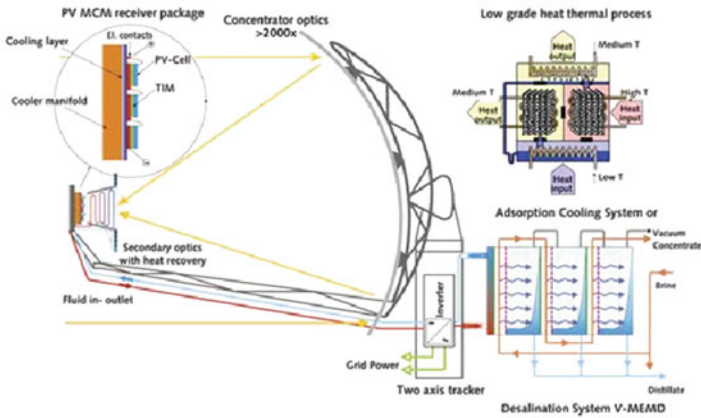 PV MCM receiver package
El. contacts
Cooling layer
PV-Cell
TIM
Cooler manifold
Concentrator optics
>2000x
Low grade heat thermal process
Heat
output
Medium T
Medium T
High T
Heat
output
Heat
input
Heat
input
Low T
Secondary optics
with heat recovery
Fluid in- outlet
Inverter
Grid Power
Two axis tracker
Adsorption Cooling System or
Vacuum
Concentrate
Brine
Distillate
Desalination System V-MEMD